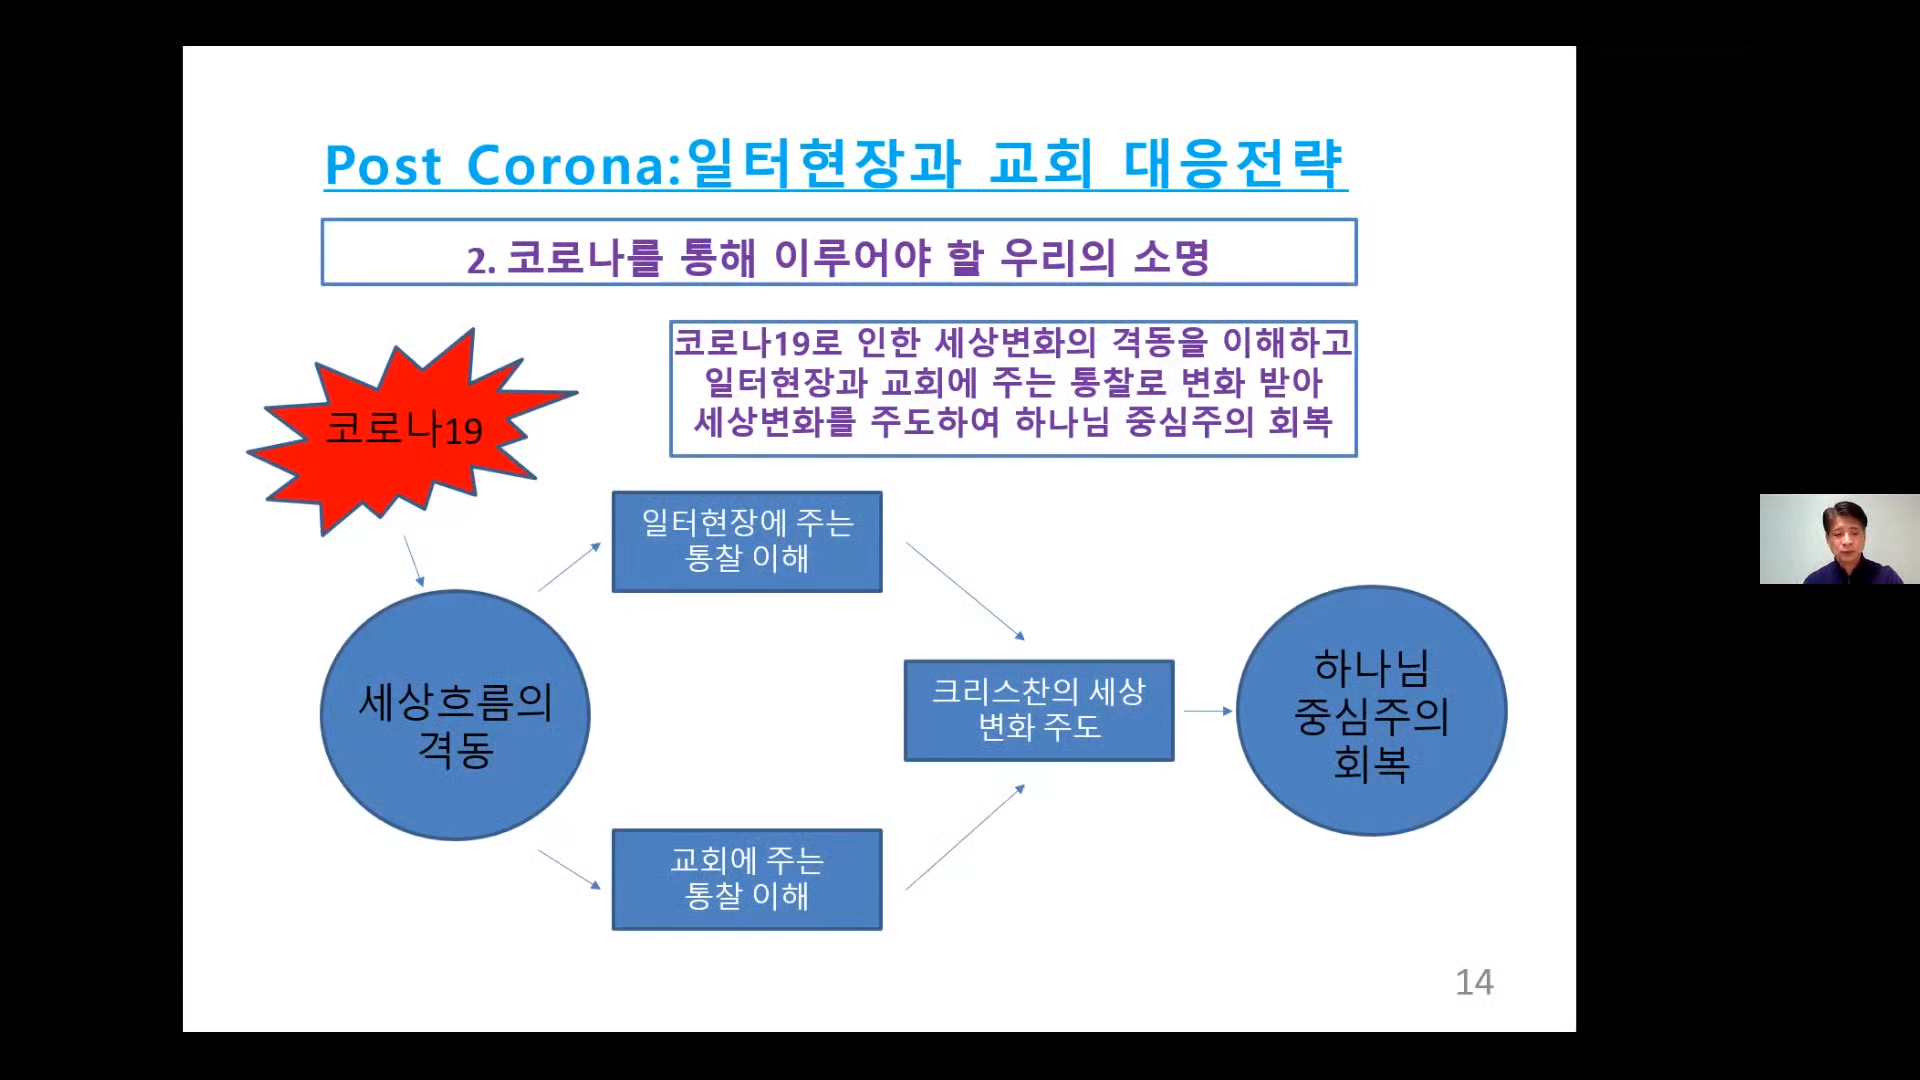 Post Corona:일터현장과 교회 대응전략
2. 코로나를 통해 이루어야 할 우리의 소명
코로나19로 인한 세상변화의 격동을 이해하고
일터현장과 교회에 주는 통찰로 변화 받아
세상변화를 주도하여 하나님 중심주의 회복
코로나19
일터현장에 주는
통찰 이해
세상흐름의
격동
크리스찬의 세상
변화 주도
하나님
중심주의
회복
교회에 주는
통찰 이해
14